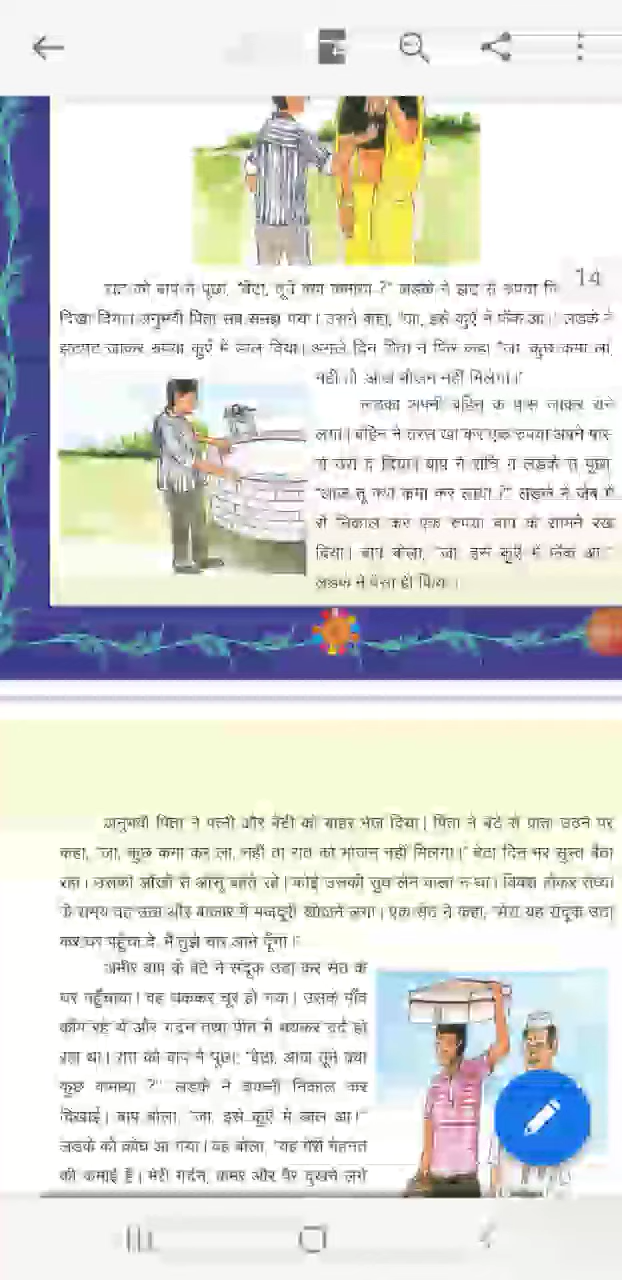 14
रात को बाप ने पूछा, "बेटा, तूने क्या कमाया ?" लड़के ने झट से रुपया नि
दिखा दिया। अनुभवी पिता सब समझ गया। उसने कहा, "जा, इसे कुएँ में फेंक आ।" लड़के ने
झटपट जाकर रुपया कुएँ में डाल दिया। अगले दिन पिता ने फिर कहा "जा, कुछ कमा ला,
नहीं तो आज भोजन नहीं मिलेगा।"
लड़का अपनी बहिन के पास जाकर रोने
लगा। बहिन ने तरस खा कर एक रुपया अपने पास
से उसे दे दिया। बाप ने रात्रि में लड़के से पूछा,
"आज तू क्या कमा कर लाया ?" लड़के ने जेब में
से निकाल कर एक रुपया बाप के सामने रख
दिया। बाप बोला, "जा, इसे कुएँ में फेंक आ।"
लड़के ने वैसा ही किया।
अनुभवी पिता ने पत्नी और बेटी को बाहर भेज दिया। पिता ने बेटे से प्रातः उठने पर
कहा, "जा, कुछ कमा कर ला, नहीं तो रात को भोजन नहीं मिलेगा।" बेटा दिन भर सुस्त बैठा
रहा। उसकी आँखों से आँसू बहते रहे। कोई उसकी सुध लेने वाला न था। विवश होकर संध्या
के समय वह उठा और बाजार में मजदूरी खोजने लगा। एक सेठ ने कहा, "मेरा यह संदूक उठा
कर घर पहुँचा दे, मैं तुझे चार आने दूँगा।"
अमीर बाप के बेटे ने संदूक उठा कर सेठ के
घर पहुँचाया। वह थककर चूर हो गया। उसके पाँव
काँप रहे थे और गर्दन तथा पीठ में भयंकर दर्द हो
रहा था। रात को बाप ने पूछा, "बेटा, आज तूने क्या
कुछ कमाया ?" लड़के ने चवन्नी निकाल कर
दिखाई। बाप बोला, "जा, इसे कुएँ में डाल आ।"
लड़के को क्रोध आ गया। वह बोला, "यह मेरी मेहनत
की कमाई है। मेरी गर्दन, कमर और पैर दुखने लगे